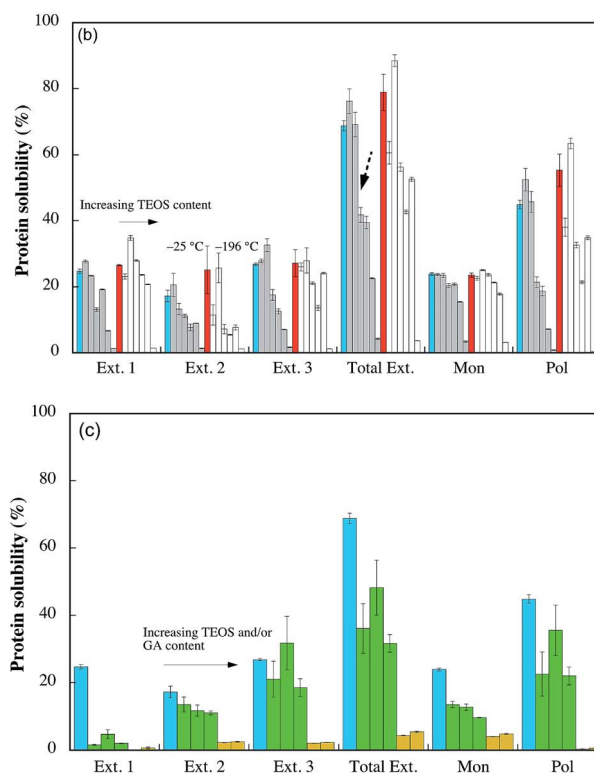 (b)
100
80
60
40
20
0
Protein solubility (%)
Increasing TEOS content
−25 °C
−196 °C
Ext. 1 Ext. 2 Ext. 3 Total Ext. Mon Pol
(c)
100
80
60
40
20
0
Protein solubility (%)
Increasing TEOS and/or
GA content
Ext. 1 Ext. 2 Ext. 3 Total Ext. Mon Pol